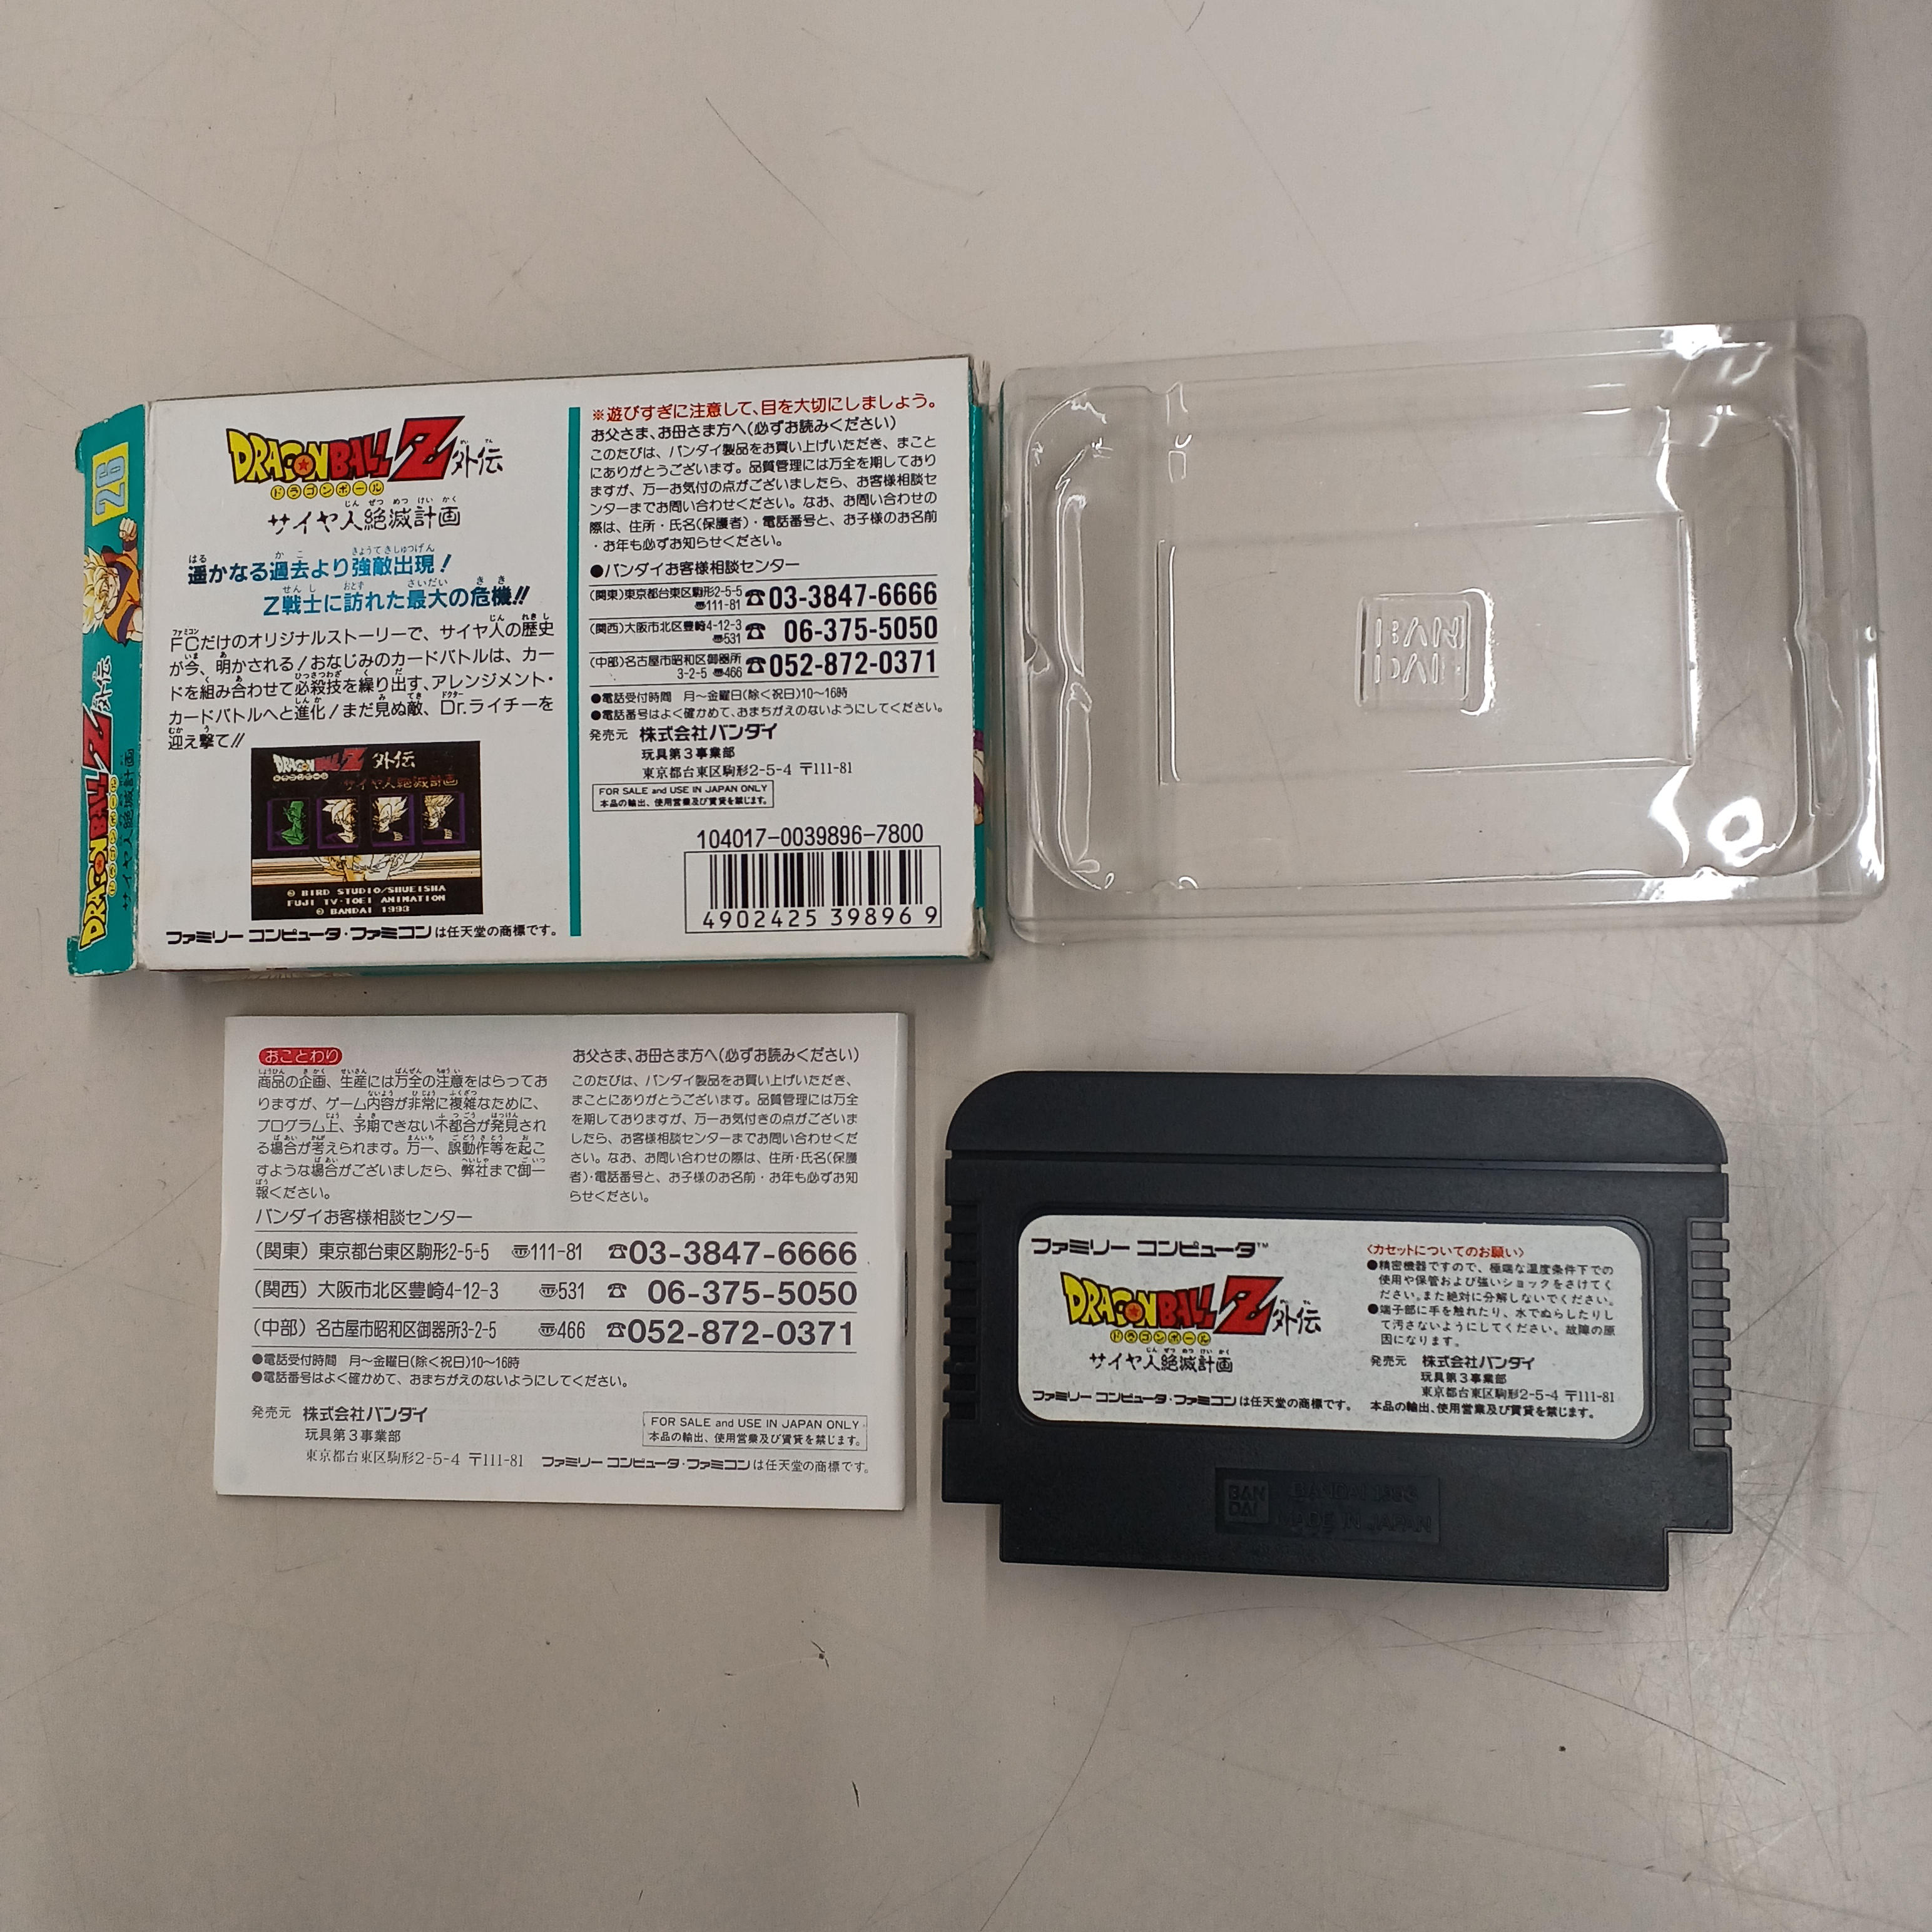 26
DRAGON BALL Z 外伝
ドラゴンボール
サイヤ人絶滅計画
DRAGON BALL Z 外伝
ドラゴンボール
サイヤ人絶滅計画
遥かなる過去より強敵出現!
Z戦士に訪れた最大の危機!!
FCだけのオリジナルストーリーで、サイヤ人の歴史
が今、明かされる!おなじみのカードバトルは、カー
ドを組み合わせて必殺技を繰り出す、アレンジメント・
カードバトルへと進化!まだ見ぬ敵、Dr.ライチーを
迎え撃て!!
DRAGON BALL Z 外伝
サイヤ人絶滅計画
© BIRD STUDIO/SHUEISHA
FUJI TV・TOEI ANIMATION
© BANDAI 1993
ファミリー コンピュータ・ファミコンは任天堂の商標です。
※遊びすぎに注意して、目を大切にしましょう。
お父さま、お母さま方へ(必ずお読みください)
このたびは、バンダイ製品をお買い上げいただき、まこと
にありがとうございます。品質管理には万全を期しており
ますが、万一お気付の点がございましたら、お客様相談セ
ンターまでお問い合わせください。なお、お問い合わせの
際は、住所・氏名(保護者)・電話番号と、お子様のお名前
・お年も必ずお知らせください。
●バンダイお客様相談センター
(関東)東京都台東区駒形2-5-5 〠111-81 ☎03-3847-6666
(関西)大阪市北区豊崎4-12-3 〠531 ☎ 06-375-5050
(中部)名古屋市昭和区御器所3-2-5 〠466 ☎052-872-0371
●電話受付時間 月〜金曜日(除く祝日)10〜16時
●電話番号はよく確かめて、おまちがえのないようにしてください。
発売元 株式会社バンダイ
玩具第3事業部
東京都台東区駒形2-5-4 〒111-81
FOR SALE and USE IN JAPAN ONLY
本品の輸出、使用営業及び賃貸を禁じます。
104017-0039896-7800
4902425 398969
BAN
DAI
おことわり
商品の企画、生産には万全の注意をはらってお
りますが、ゲーム内容が非常に複雑なために、
プログラム上、予期できない不都合が発見され
る場合が考えられます。万一、誤動作等を起こ
すような場合がございましたら、弊社まで御一
報ください。
お父さま、お母さま方へ(必ずお読みください)
このたびは、バンダイ製品をお買い上げいただき、
まことにありがとうございます。品質管理には万全
を期しておりますが、万一お気付きの点がございま
したら、お客様相談センターまでお問い合わせくだ
さい。なお、お問い合わせの際は、住所・氏名(保護
者)・電話番号と、お子様のお名前・お年も必ずお知
らせください。
バンダイお客様相談センター
(関東) 東京都台東区駒形2-5-5 〠111-81 ☎03-3847-6666
(関西) 大阪市北区豊崎4-12-3 〠531 ☎ 06-375-5050
(中部) 名古屋市昭和区御器所3-2-5 〠466 ☎052-872-0371
●電話受付時間 月〜金曜日(除く祝日)10〜16時
●電話番号はよく確かめて、おまちがえのないようにしてください。
発売元 株式会社バンダイ
玩具第3事業部
東京都台東区駒形2-5-4 〒111-81
FOR SALE and USE IN JAPAN ONLY
本品の輸出、使用営業及び賃貸を禁じます。
ファミリー コンピュータ・ファミコンは任天堂の商標です。
ファミリー コンピュータ™
DRAGON BALL Z 外伝
ドラゴンボール
サイヤ人絶滅計画
ファミリー コンピュータ・ファミコンは任天堂の商標です。
〈カセットについてのお願い〉
●精密機器ですので、極端な温度条件下での
使用や保管および強いショックをさけてく
ださい。また絶対に分解しないでください。
●端子部に手を触れたり、水でぬらしたりし
て汚さないようにしてください。故障の原
因になります。
発売元 株式会社バンダイ
玩具第3事業部
東京都台東区駒形2-5-4 〒111-81
本品の輸出、使用営業及び賃貸を禁じます。
BAN
DAI
MADE IN JAPAN